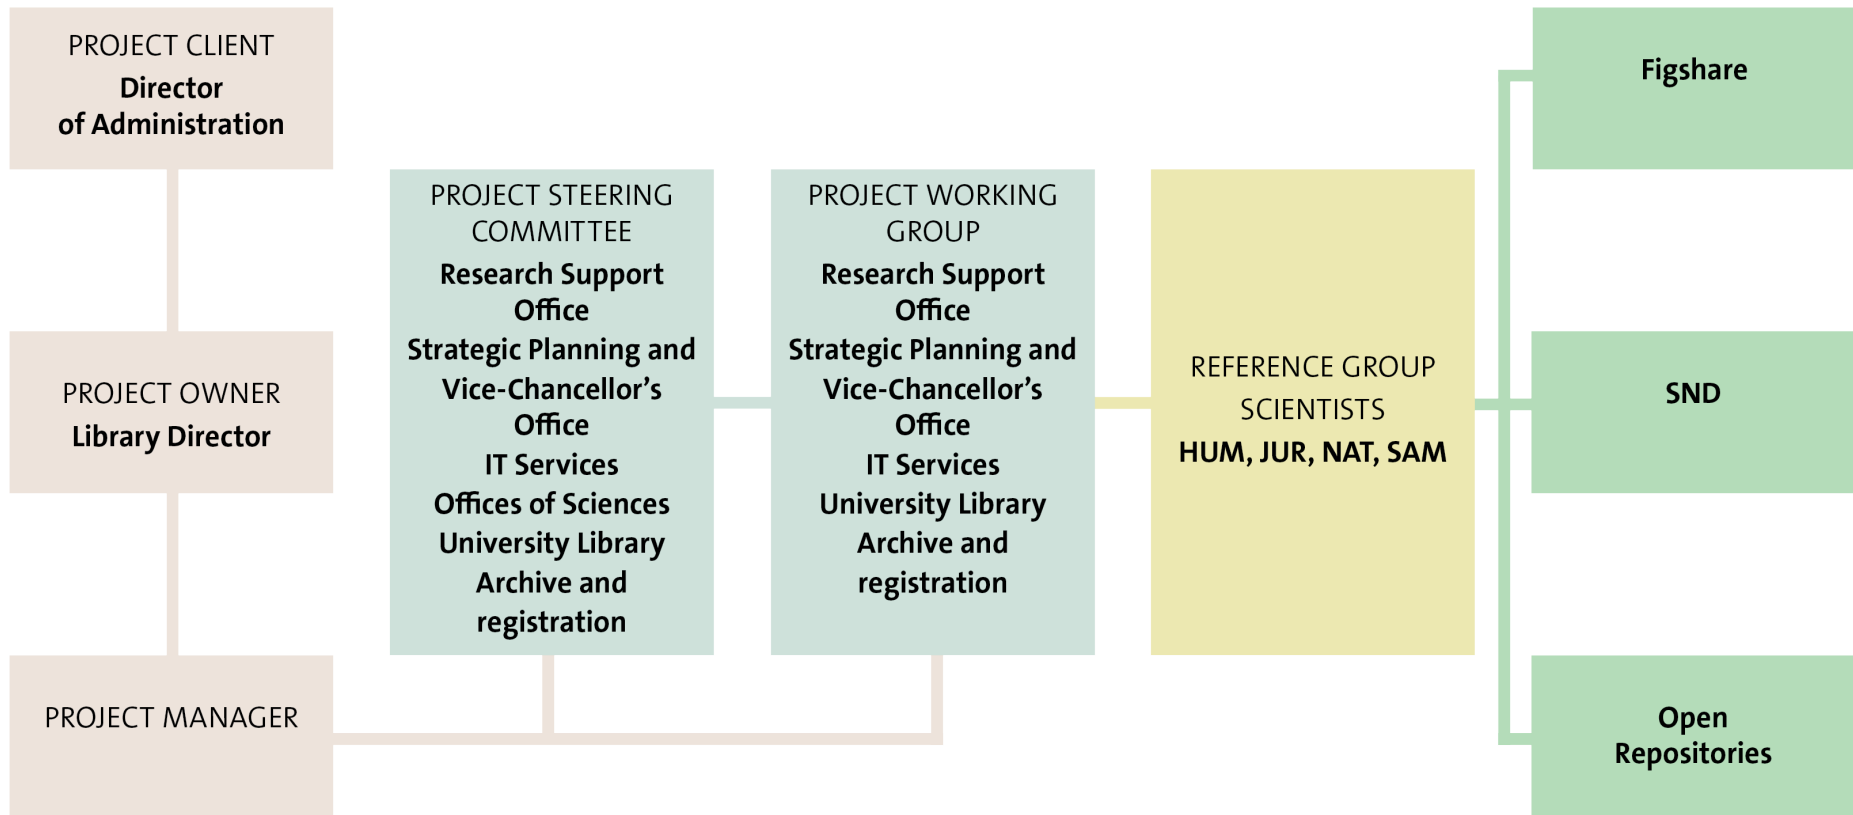 PROJECT CLIENT
Director
of Administration
PROJECT OWNER
Library Director
PROJECT MANAGER
PROJECT STEERING
COMMITTEE
Research Support
Office
Strategic Planning and
Vice-Chancellor’s
Office
IT Services
Offices of Sciences
University Library
Archive and
registration
PROJECT WORKING
GROUP
Research Support
Office
Strategic Planning and
Vice-Chancellor’s
Office
IT Services
University Library
Archive and
registration
REFERENCE GROUP
SCIENTISTS
HUM, JUR, NAT, SAM
Figshare
SND
Open
Repositories